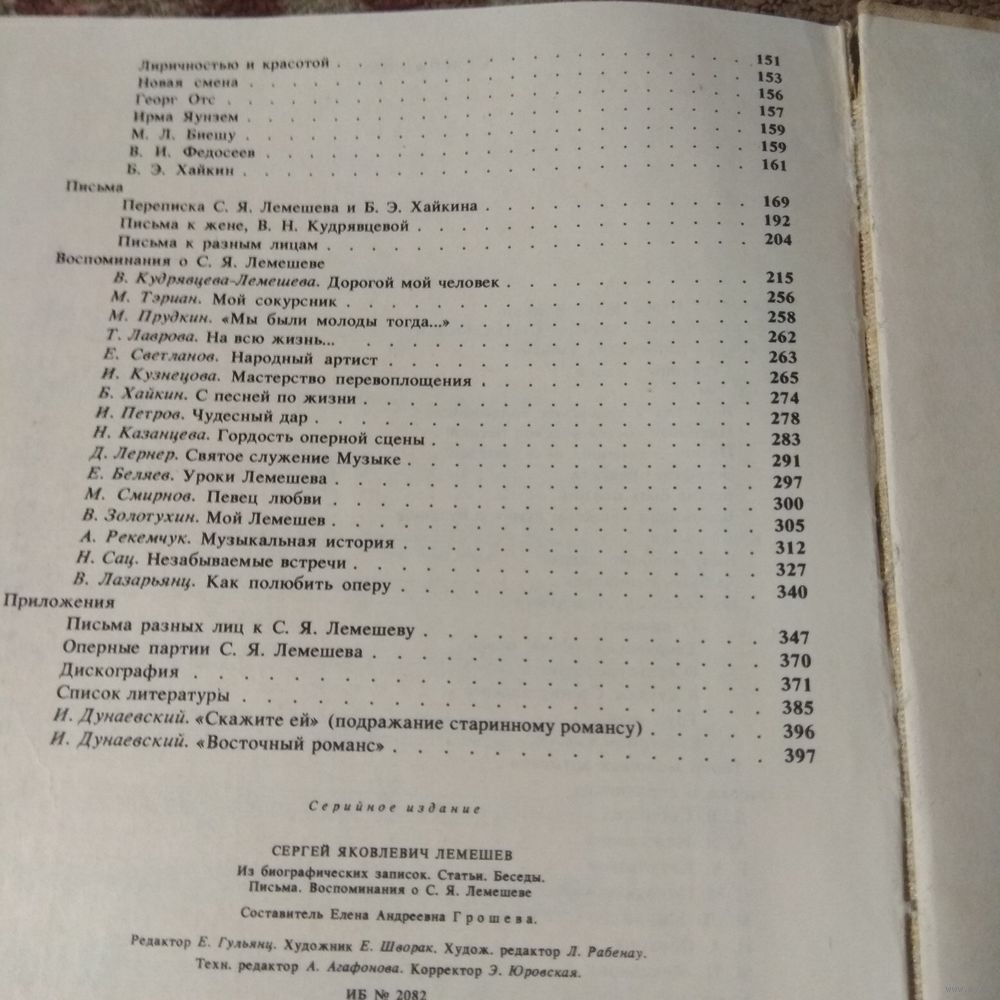 Лиричностью и красотой . . . . . . . . . . . . . . . 151
Новая смена . . . . . . . . . . . . . . . 153
Георг Отс . . . . . . . . . . . . . . . 156
Ирма Яунзем . . . . . . . . . . . . . . . 157
М. Л. Биешу . . . . . . . . . . . . . . . 159
В. И. Федосеев . . . . . . . . . . . . . . . 159
Б. Э. Хайкин . . . . . . . . . . . . . . . 161
Письма
Переписка С. Я. Лемешева и Б. Э. Хайкина . . . . . . . . . . 169
Письма к жене, В. Н. Кудрявцевой . . . . . . . . . . . . 192
Письма к разным лицам . . . . . . . . . . . . . . . 204
Воспоминания о С. Я. Лемешеве
В. Кудрявцева-Лемешева. Дорогой мой человек . . . . . . . . . 215
М. Тэриан. Мой сокурсник . . . . . . . . . . . . . . 256
М. Прудкин. «Мы были молоды тогда...» . . . . . . . . . . 258
Т. Лаврова. На всю жизнь... . . . . . . . . . . . . . 262
Е. Светланов. Народный артист . . . . . . . . . . . . 263
И. Кузнецова. Мастерство перевоплощения . . . . . . . . . . 265
Б. Хайкин. С песней по жизни . . . . . . . . . . . . . 274
И. Петров. Чудесный дар . . . . . . . . . . . . . . 278
Н. Казанцева. Гордость оперной сцены . . . . . . . . . . . 283
Д. Лернер. Святое служение Музыке . . . . . . . . . . . . 291
Е. Беляев. Уроки Лемешева . . . . . . . . . . . . . . 297
М. Смирнов. Певец любви . . . . . . . . . . . . . . 300
В. Золотухин. Мой Лемешев . . . . . . . . . . . . . . 305
А. Рекемчук. Музыкальная история . . . . . . . . . . . . 312
Н. Сац. Незабываемые встречи . . . . . . . . . . . . . 327
В. Лазарьянц. Как полюбить оперу . . . . . . . . . . . . 340
Приложения
Письма разных лиц к С. Я. Лемешеву . . . . . . . . . . . 347
Оперные партии С. Я. Лемешева . . . . . . . . . . . . . 370
Дискография . . . . . . . . . . . . . . . . . . 371
Список литературы . . . . . . . . . . . . . . . . 385
И. Дунаевский. «Скажите ей» (подражание старинному романсу) . . . . . 396
И. Дунаевский. «Восточный романс» . . . . . . . . . . . . 397
Серийное издание
СЕРГЕЙ ЯКОВЛЕВИЧ ЛЕМЕШЕВ
Из биографических записок. Статьи. Беседы.
Письма. Воспоминания о С. Я. Лемешеве
Составитель Елена Андреевна Грошева.
Редактор Е. Гульянц. Художник Е. Шворак. Худож. редактор Л. Рабенау.
Техн. редактор А. Агафонова. Корректор Э. Юровская.
ИБ № 2082